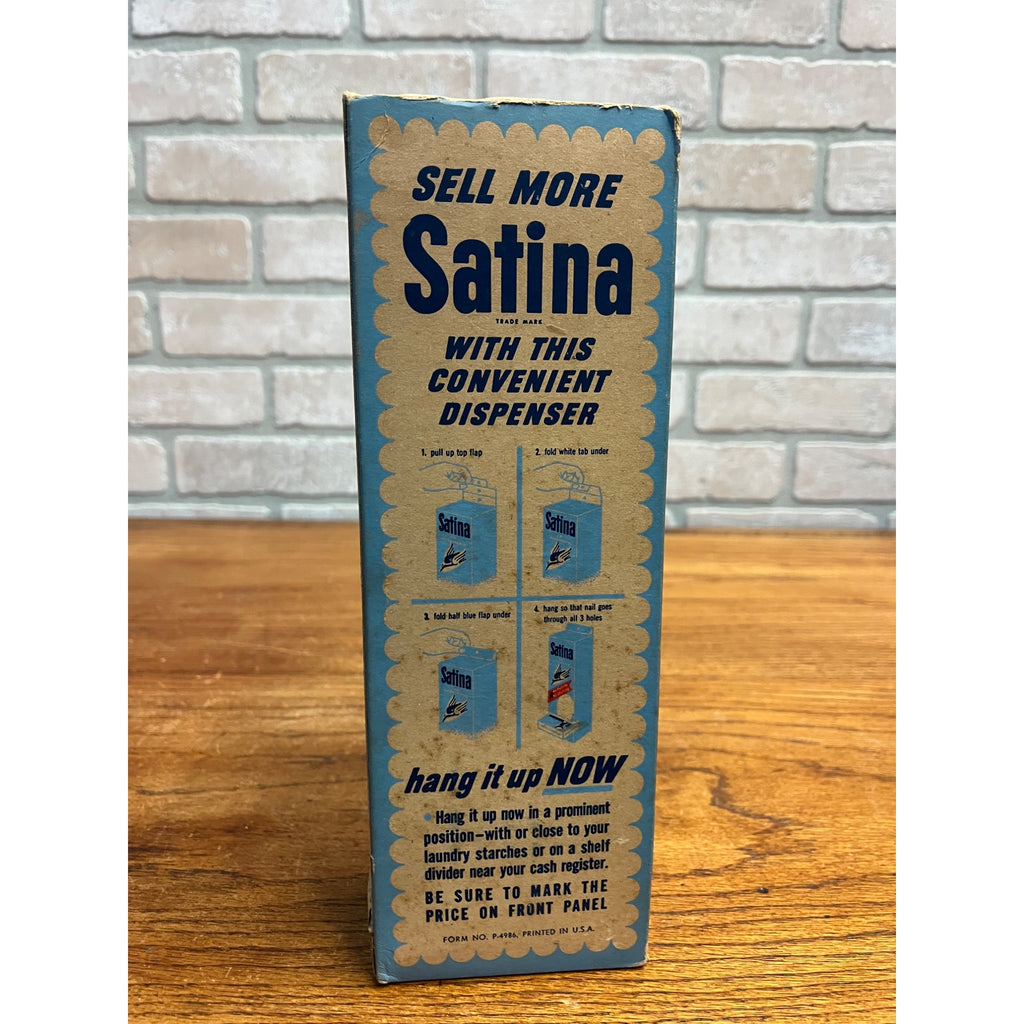 SELL MORE
Satina
TRADE MARK
WITH THIS
CONVENIENT
DISPENSER
1. pull up top flap
2. fold white tab under
Satina
Satina
3. fold half blue flap under
4. hang so that nail goes
through all 3 holes
Satina
Satina
hang it up NOW
• Hang it up now in a prominent
position—with or close to your
laundry starches or on a shelf
divider near your cash register.
BE SURE TO MARK THE
PRICE ON FRONT PANEL
FORM NO. P-4986, PRINTED IN U.S.A.